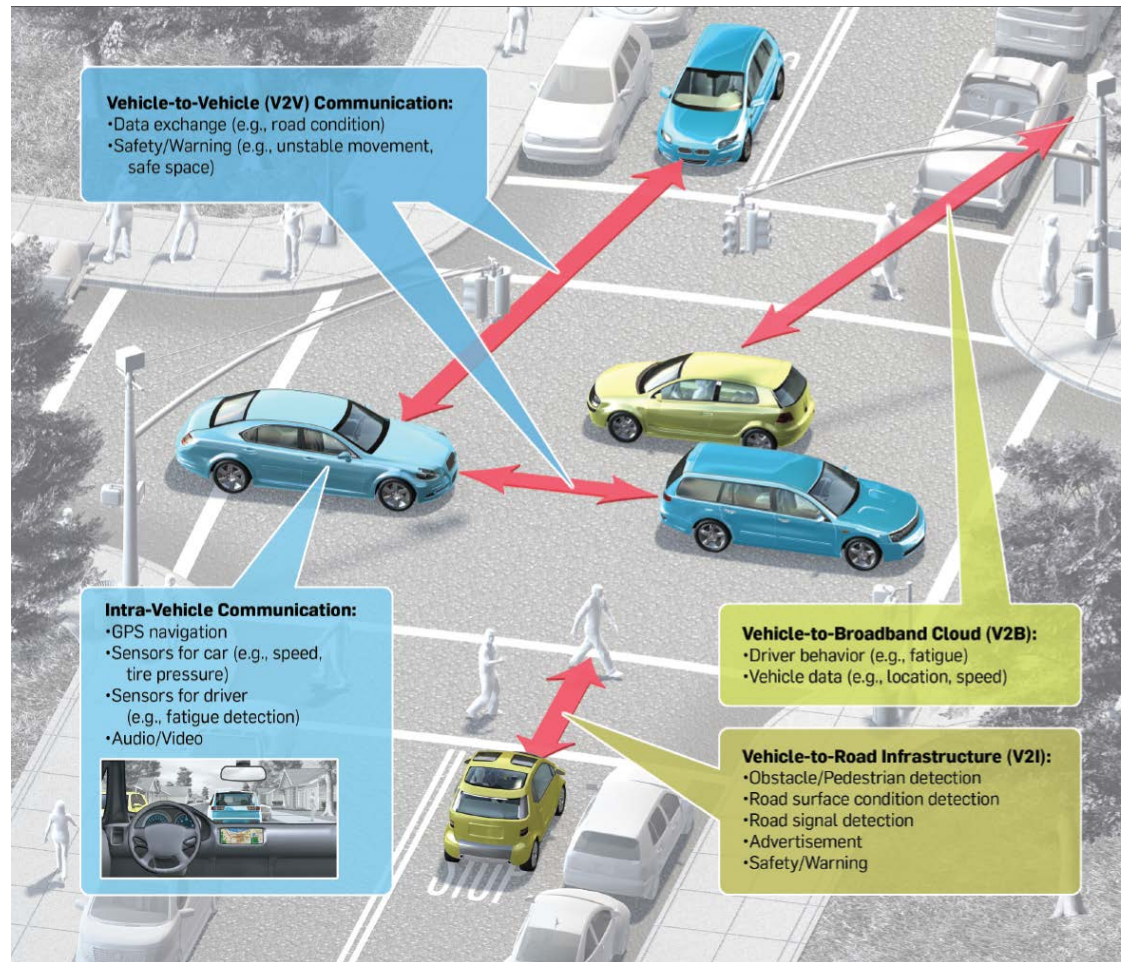 Vehicle-to-Vehicle (V2V) Communication:
•Data exchange (e.g., road condition)
•Safety/Warning (e.g., unstable movement,
safe space)
Intra-Vehicle Communication:
•GPS navigation
•Sensors for car (e.g., speed,
tire pressure)
•Sensors for driver
(e.g., fatigue detection)
•Audio/Video
Vehicle-to-Broadband Cloud (V2B):
•Driver behavior (e.g., fatigue)
•Vehicle data (e.g., location, speed)
Vehicle-to-Road Infrastructure (V2I):
•Obstacle/Pedestrian detection
•Road surface condition detection
•Road signal detection
•Advertisement
•Safety/Warning
STOP